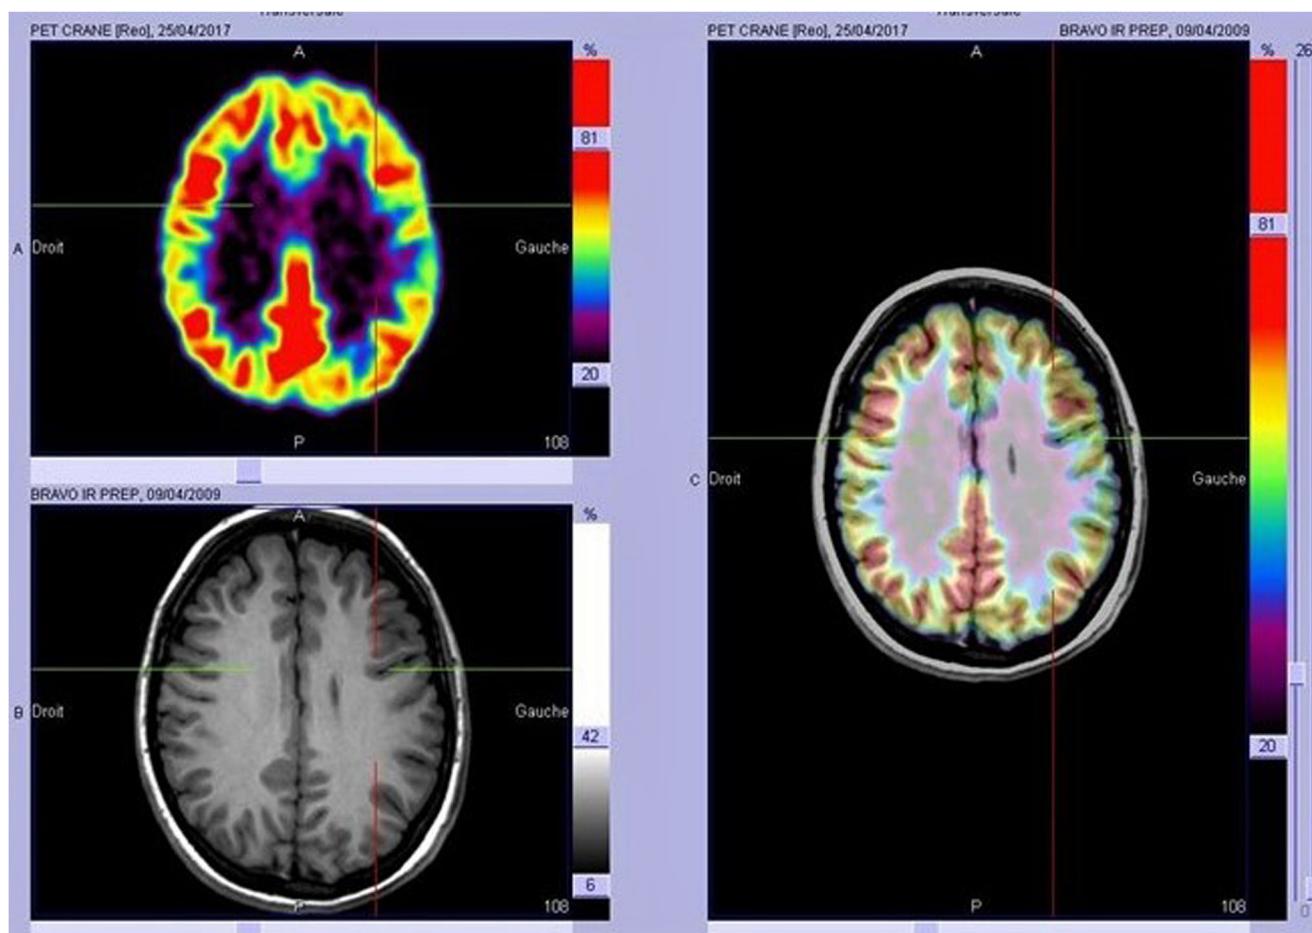 PET CRANE [Reo], 25/04/2017
A
%
81
A
Droit
Gauche
20
P
108
BRAVO IR PREP, 09/04/2009
A
%
B
Droit
Gauche
42
6
P
108
PET CRANE [Reo], 25/04/2017
BRAVO IR PREP, 09/04/2009
A
%
26
81
C
Droit
Gauche
20
P
108
0